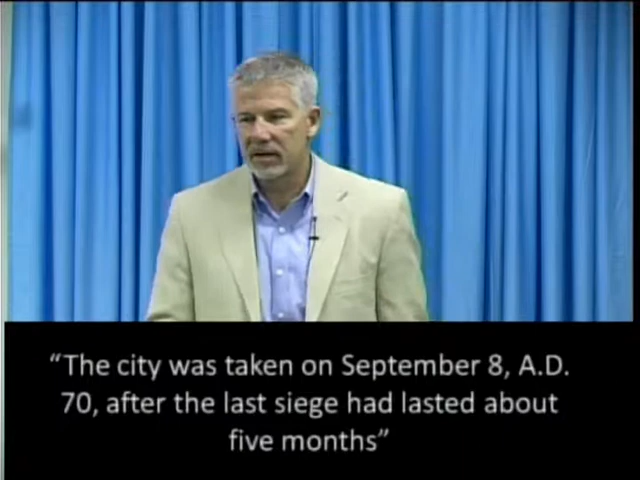 “The city was taken on September 8, A.D.
70, after the last siege had lasted about
five months”